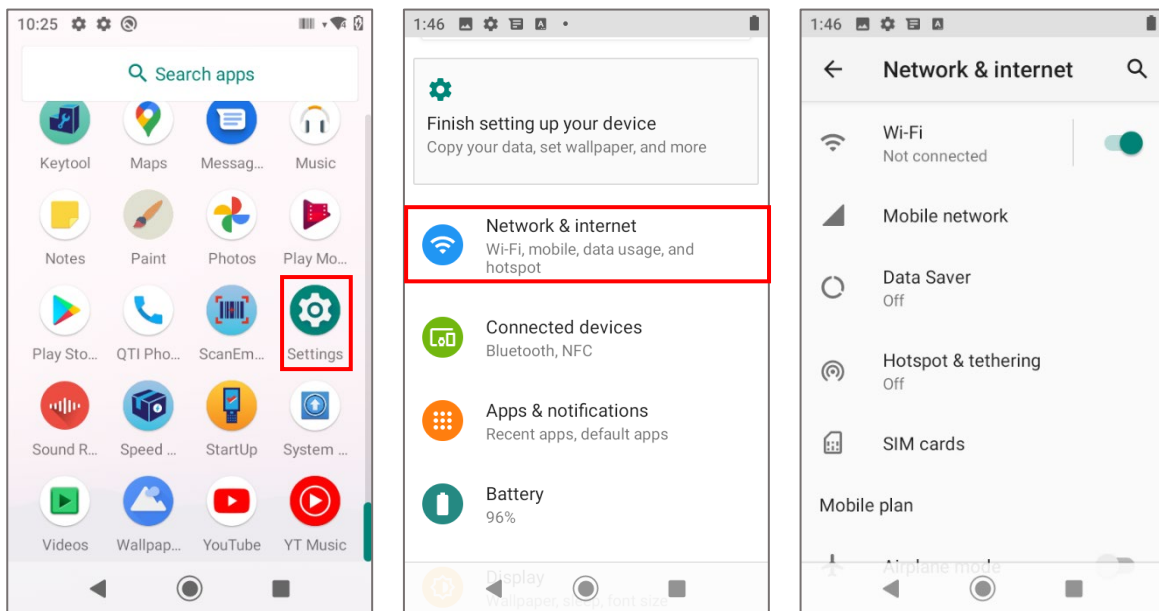 10:25
Search apps
Keytool Maps Messag... Music
Notes Paint Photos Play Mo...
Play Sto... QTI Pho... ScanEm... Settings
Sound R... Speed ... StartUp System ...
Videos Wallpap... YouTube YT Music
1:46
Finish setting up your device
Copy your data, set wallpaper, and more
Network & internet
Wi-Fi, mobile, data usage, and
hotspot
Connected devices
Bluetooth, NFC
Apps & notifications
Recent apps, default apps
Battery
96%
Display
Wallpaper, sleep, font size
1:46
Network & internet
Wi-Fi
Not connected
Mobile network
Data Saver
Off
Hotspot & tethering
Off
SIM cards
Mobile plan
Airplane mode